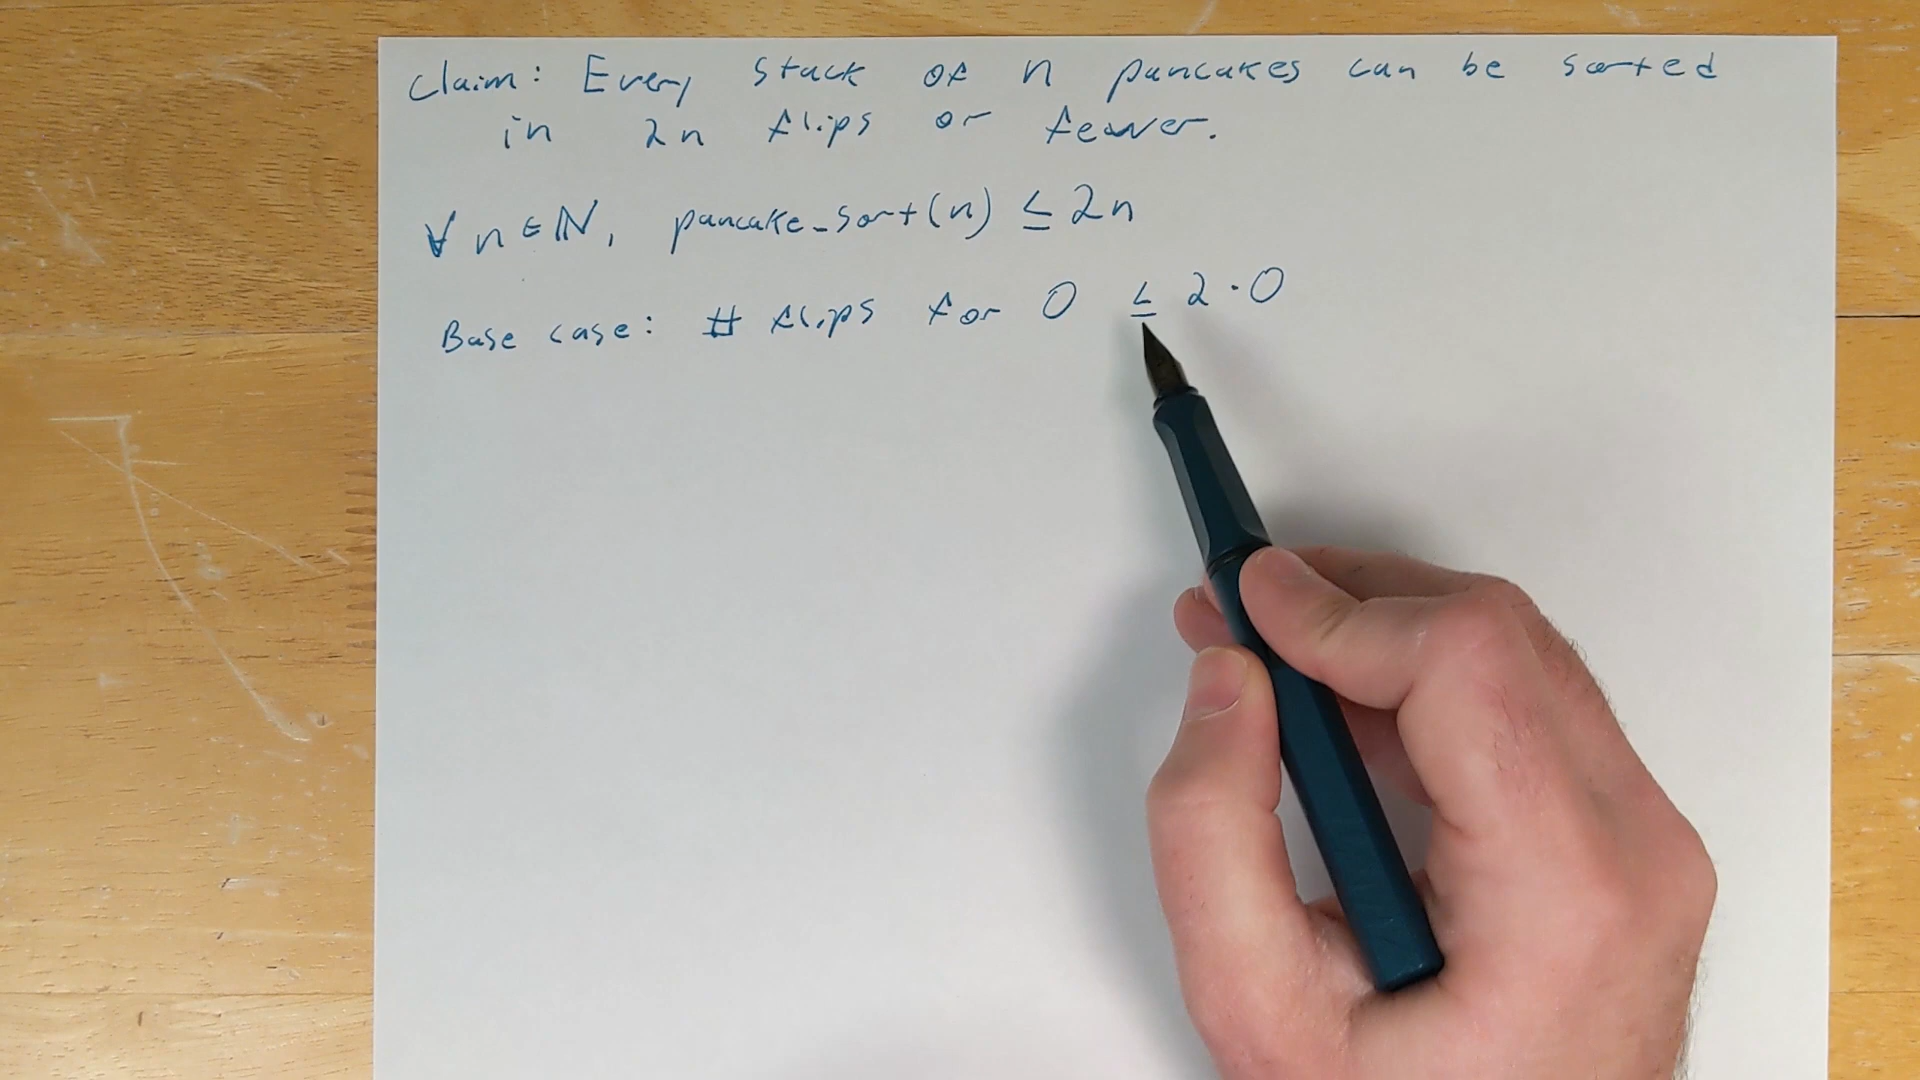 Claim: Every stack of n pancakes can be sorted
in 2n flips or fewer.
∀ n ∈ ℕ, pancake_sort(n) ≤ 2n
Base case: # flips for 0 ≤ 2 · 0